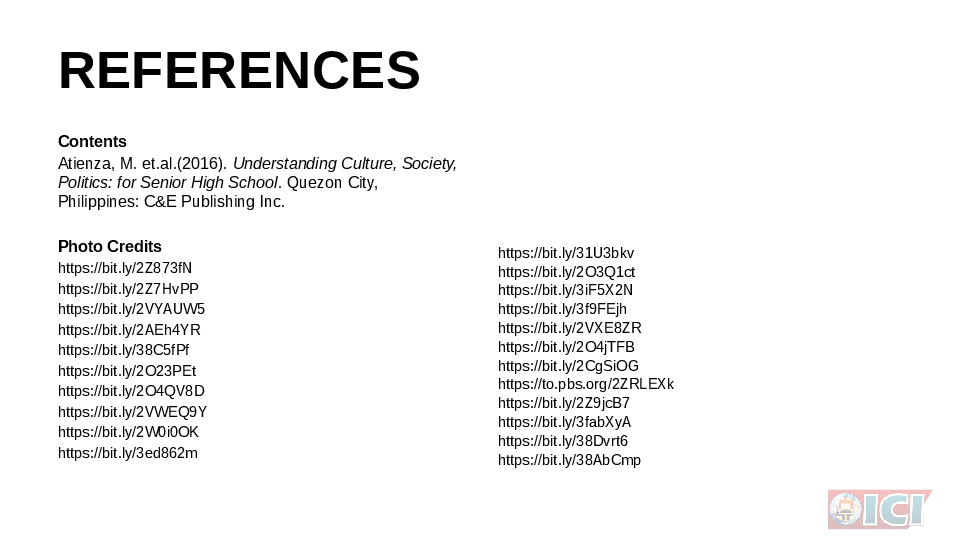 REFERENCES
Contents
Atienza, M. et.al.(2016). Understanding Culture, Society,
Politics: for Senior High School. Quezon City,
Philippines: C&E Publishing Inc.
Photo Credits
https://bit.ly/2Z873fN
https://bit.ly/2Z7HvPP
https://bit.ly/2VYAUW5
https://bit.ly/2AEh4YR
https://bit.ly/38C5fPf
https://bit.ly/2O23PEt
https://bit.ly/2O4QV8D
https://bit.ly/2VWEQ9Y
https://bit.ly/2W0i0OK
https://bit.ly/3ed862m
https://bit.ly/31U3bkv
https://bit.ly/2O3Q1ct
https://bit.ly/3iF5X2N
https://bit.ly/3f9FEjh
https://bit.ly/2VXE8ZR
https://bit.ly/2O4jTFB
https://bit.ly/2CgSiOG
https://to.pbs.org/2ZRLEXk
https://bit.ly/2Z9jcB7
https://bit.ly/3fabXyA
https://bit.ly/38Dvrt6
https://bit.ly/38AbCmp
ICI